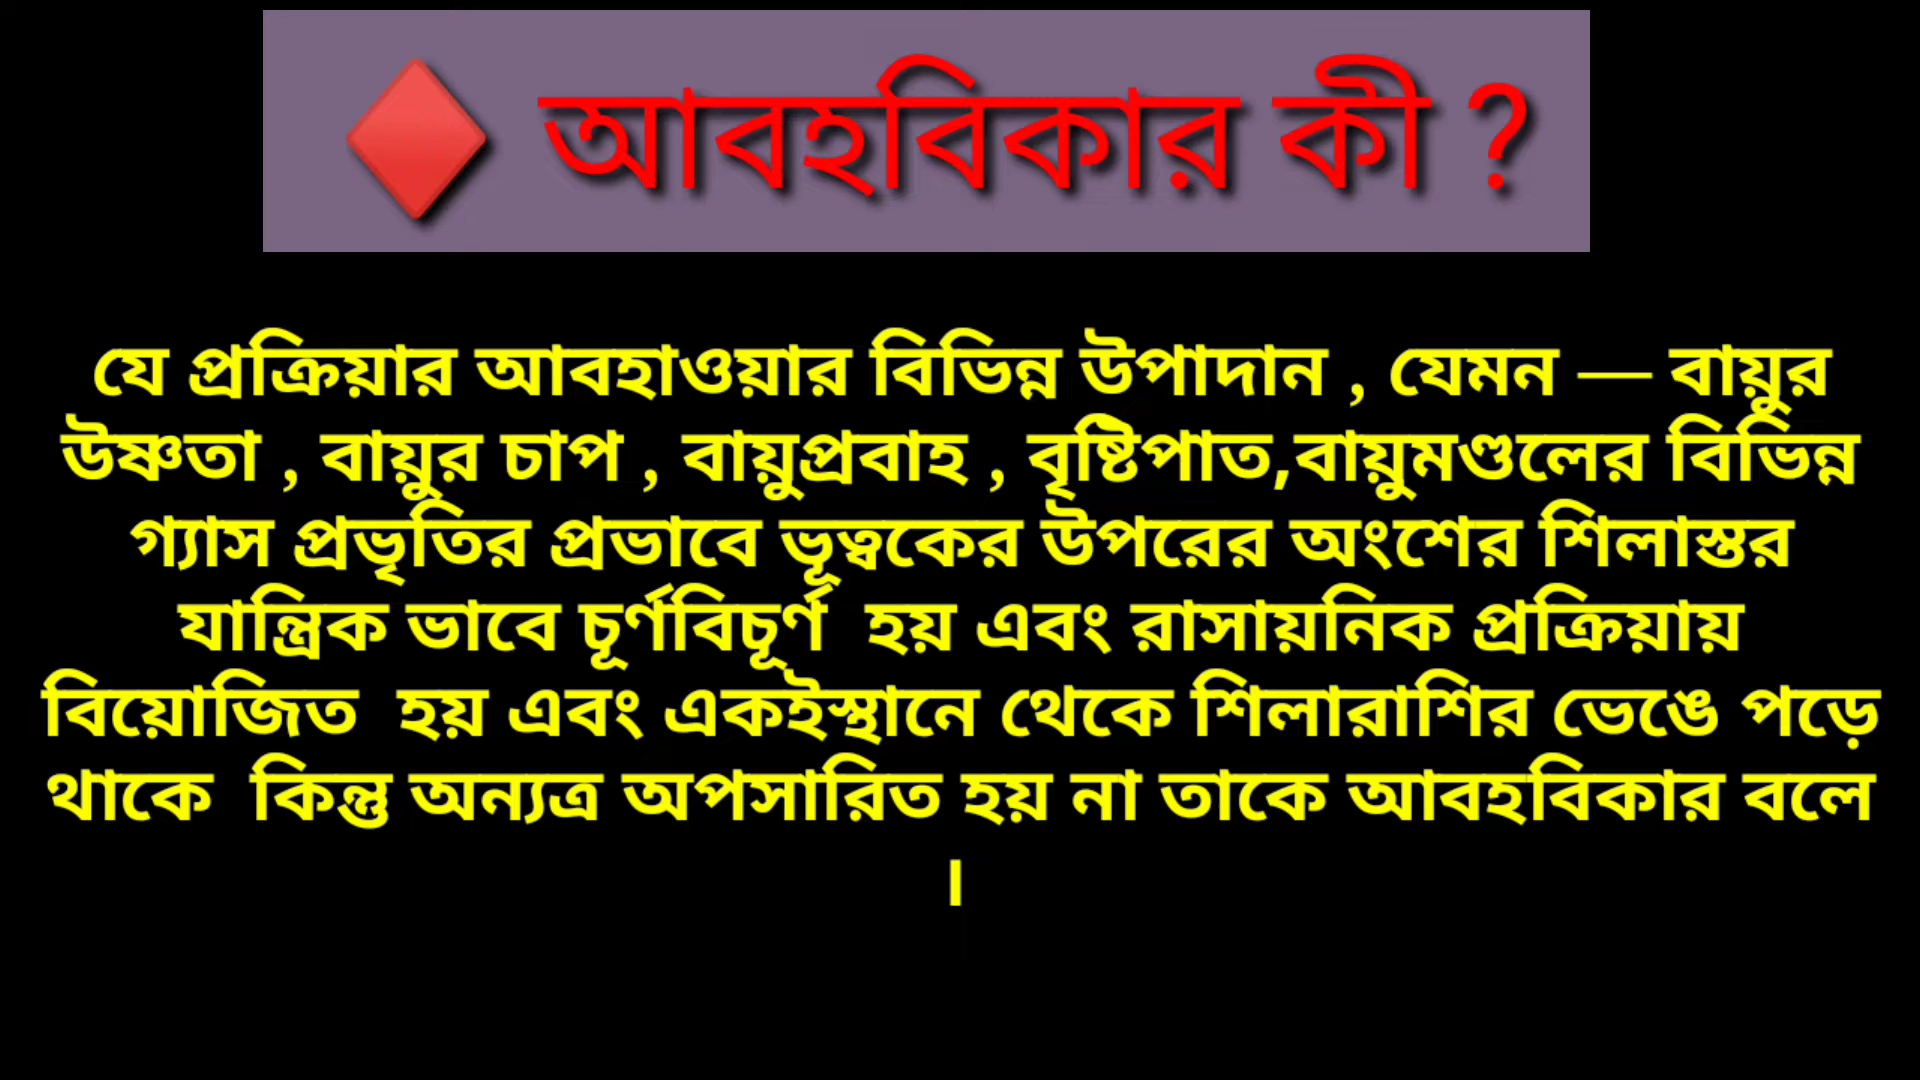 ♦️ আবহবিকার কী ?
যে প্রক্রিয়ার আবহাওয়ার বিভিন্ন উপাদান , যেমন — বায়ুর
উষ্ণতা , বায়ুর চাপ , বায়ুপ্রবাহ , বৃষ্টিপাত,বায়ুমণ্ডলের বিভিন্ন
গ্যাস প্রভৃতির প্রভাবে ভূত্বকের উপরের অংশের শিলাস্তর
যান্ত্রিক ভাবে চূর্ণবিচূর্ণ হয় এবং রাসায়নিক প্রক্রিয়ায়
বিয়োজিত হয় এবং একইস্থানে থেকে শিলারাশির ভেঙে পড়ে
থাকে কিন্তু অন্যত্র অপসারিত হয় না তাকে আবহবিকার বলে
।